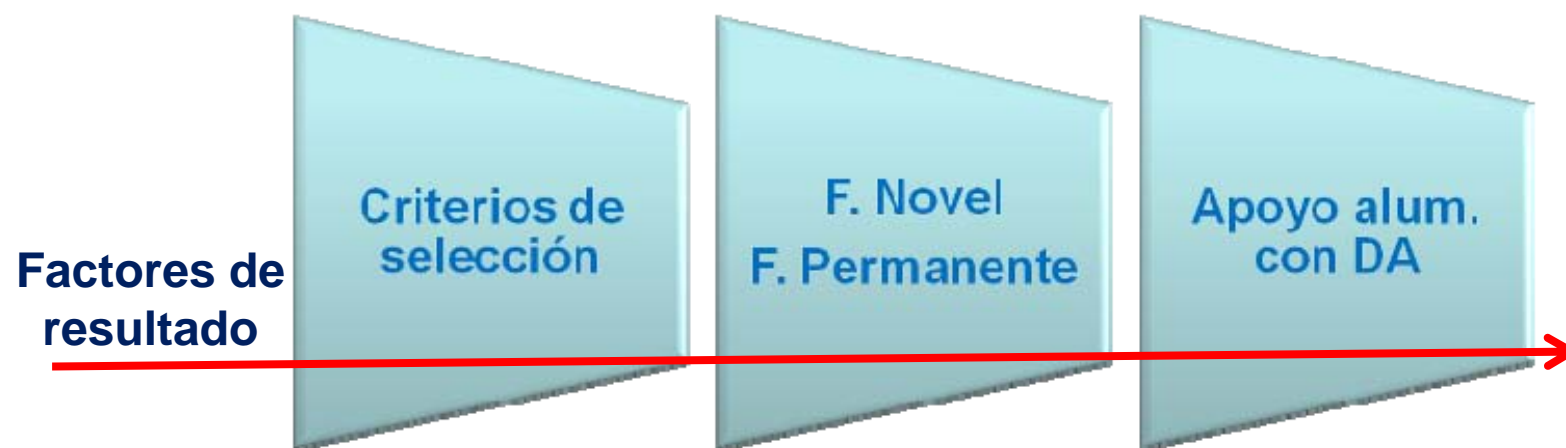 Factores de
resultado
Criterios de
selección
F. Novel
F. Permanente
Apoyo alum.
con DA